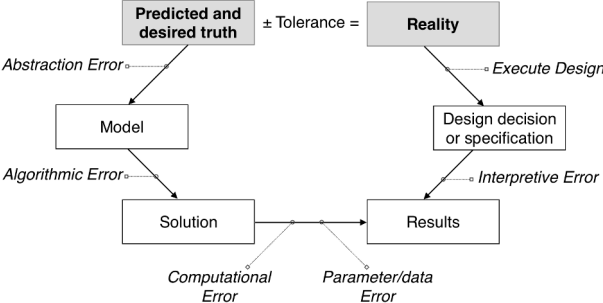 Predicted and
desired truth
± Tolerance =
Reality
Abstraction Error
Execute Design
Model
Design decision
or specification
Algorithmic Error
Interpretive Error
Solution
Results
Computational
Error
Parameter/data
Error